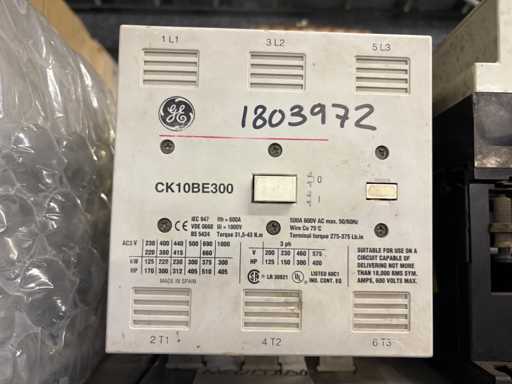 1 L1 3 L2 5 L3
GE
1803972
CK10BE300
0
I
IEC 947 Ith = 600A
VDE 0660 Ui = 1000V
BS 5424 Torque 31,5-43 N.m
CE
500A 600V AC max. 50/60Hz
Wire Cu 75°C
Terminal torque 275-375 Lb.in
AC3 V 230 400 440 500 690 1000
220 380 415 660
kW 125 220 230 300 375 300
HP 170 300 312 405 510 405
MADE IN SPAIN
3 ph
V 200 230 460 575
HP 125 150 300 400
LR 30921
UL LISTED 60C1
IND. CONT. EQ
SUITABLE FOR USE ON A
CIRCUIT CAPABLE OF
DELIVERING NOT MORE
THAN 18,000 RMS SYM.
AMPS, 600 VOLTS MAX.
2 T1 4 T2 6 T3